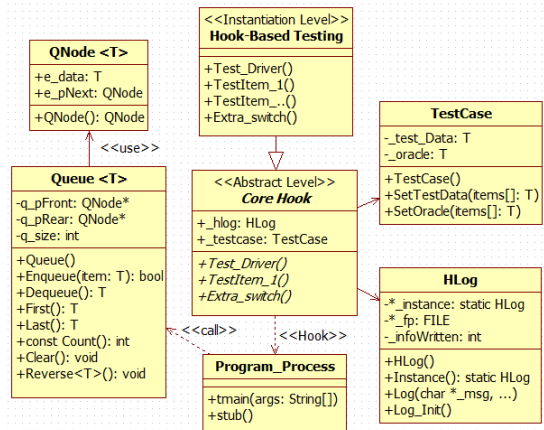 <<Instantiation Level>>
Hook-Based Testing
+Test_Driver()
+TestItem_1()
+TestItem_..()
+Extra_switch()
QNode <T>
+e_data: T
+e_pNext: QNode
+QNode(): QNode
<<use>>
Queue <T>
-q_pFront: QNode*
-q_pRear: QNode*
-q_size: int
+Queue()
+Enqueue(item: T): bool
+Dequeue(): T
+First(): T
+Last(): T
+const Count(): int
+Clear(): void
+Reverse<T>(): void
<<Abstract Level>>
Core Hook
+_hlog: HLog
+_testcase: TestCase
+Test_Driver()
+TestItem_1()
+Extra_switch()
TestCase
-_test_Data: T
-_oracle: T
+TestCase()
+SetTestData(items[]: T)
+SetOracle(items[]: T)
HLog
-*_instance: static HLog
-*_fp: FILE
-_infoWritten: int
+HLog()
+Instance(): static HLog
+Log(char *_msg, ...)
+Log_Init()
<<call>>
<<Hook>>
Program_Process
+tmain(args: String[])
+stub()